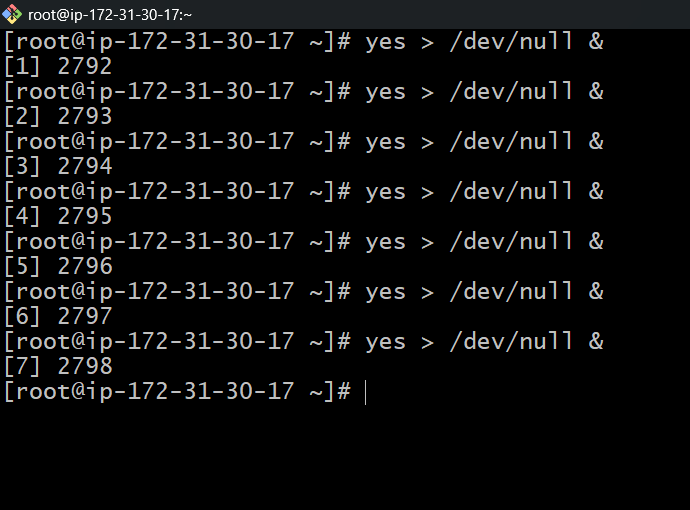 root@ip-172-31-30-17:~
[root@ip-172-31-30-17 ~]# yes > /dev/null &
[1] 2792
[root@ip-172-31-30-17 ~]# yes > /dev/null &
[2] 2793
[root@ip-172-31-30-17 ~]# yes > /dev/null &
[3] 2794
[root@ip-172-31-30-17 ~]# yes > /dev/null &
[4] 2795
[root@ip-172-31-30-17 ~]# yes > /dev/null &
[5] 2796
[root@ip-172-31-30-17 ~]# yes > /dev/null &
[6] 2797
[root@ip-172-31-30-17 ~]# yes > /dev/null &
[7] 2798
[root@ip-172-31-30-17 ~]#